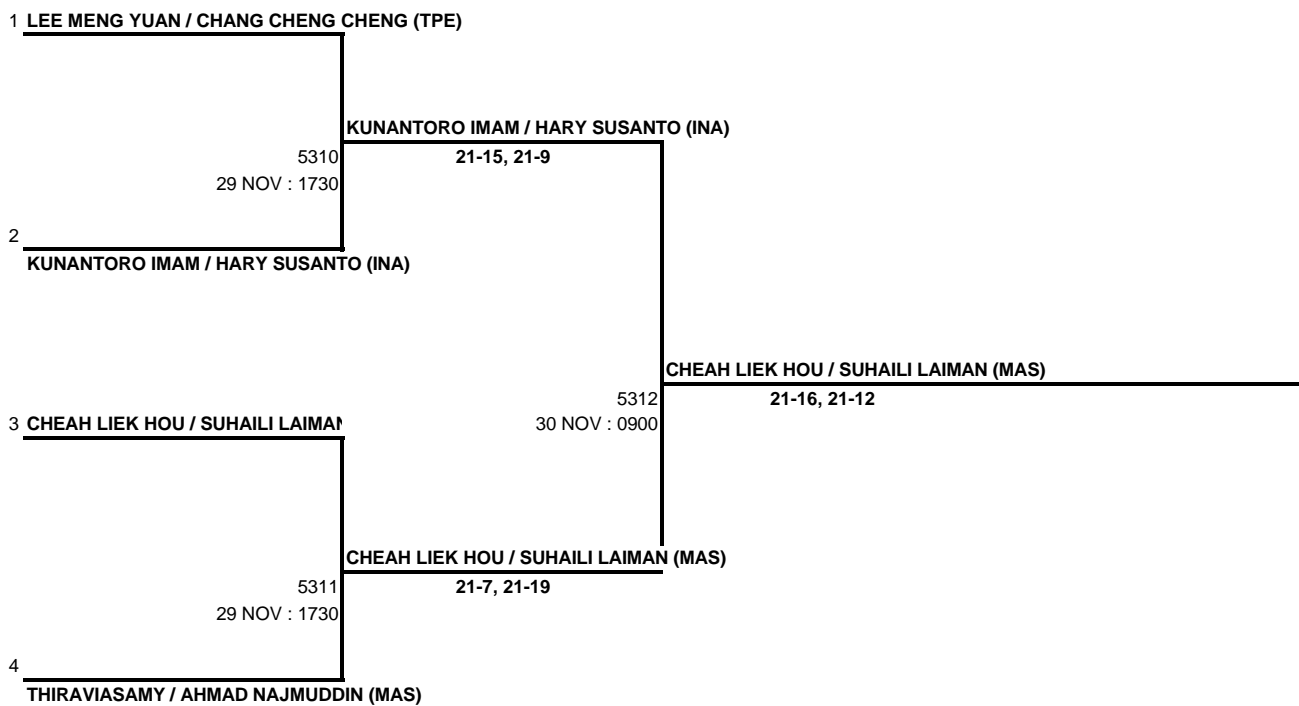 1 LEE MENG YUAN / CHANG CHENG CHENG (TPE)
KUNANTORO IMAM / HARY SUSANTO (INA)
5310 21-15, 21-9
29 NOV : 1730
2
KUNANTORO IMAM / HARY SUSANTO (INA)
CHEAH LIEK HOU / SUHAILI LAIMAN (MAS)
5312 21-16, 21-12
3 CHEAH LIEK HOU / SUHAILI LAIMAN 30 NOV : 0900
CHEAH LIEK HOU / SUHAILI LAIMAN (MAS)
5311 21-7, 21-19
29 NOV : 1730
4
THIRAVIASAMY / AHMAD NAJMUDDIN (MAS)